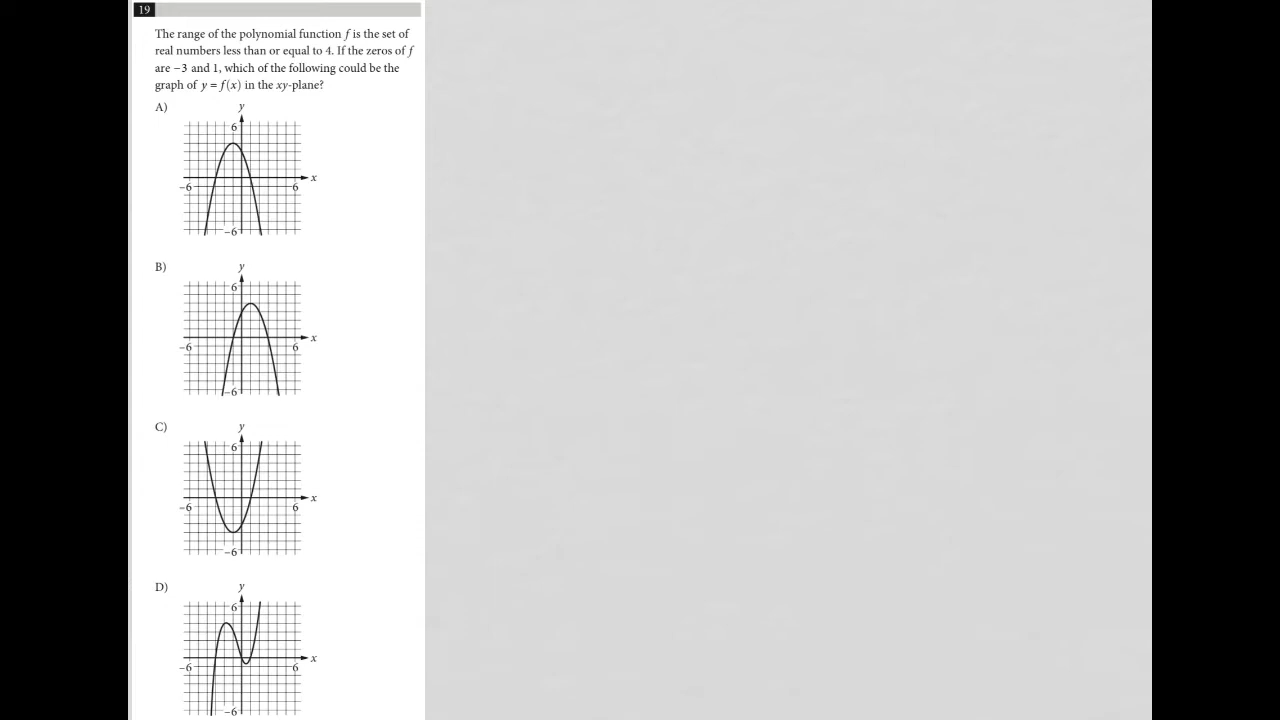 19
The range of the polynomial function f is the set of
real numbers less than or equal to 4. If the zeros of f
are −3 and 1, which of the following could be the
graph of y = f(x) in the xy-plane?
A)
y
6
x
−6
6
−6
B)
y
6
x
−6
6
−6
C)
y
6
x
−6
6
−6
D)
y
6
x
−6
6
−6